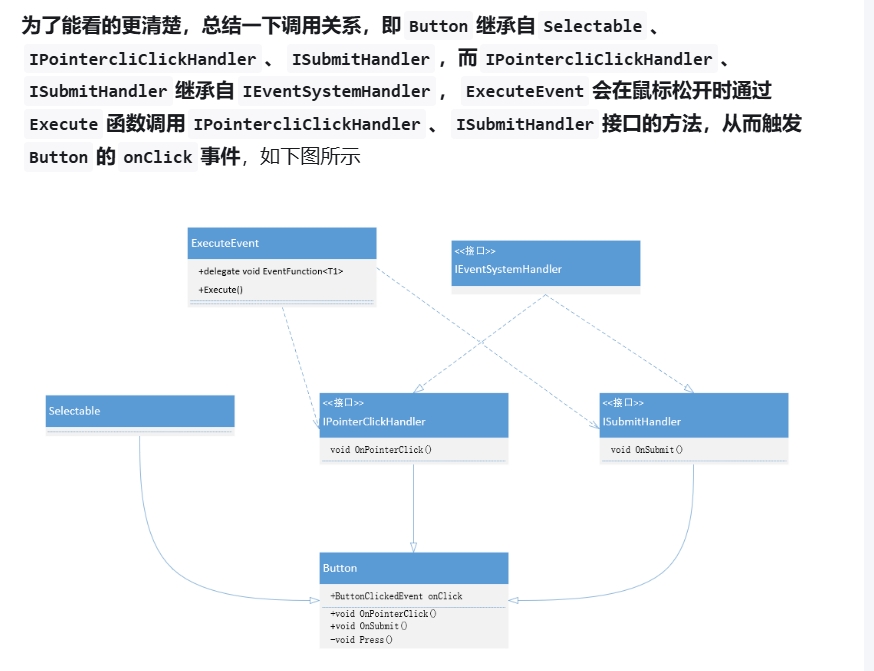 为了能看的更清楚，总结一下调用关系，即 Button 继承自 Selectable 、
IPointercliClickHandler 、 ISubmitHandler ，而 IPointercliClickHandler 、
ISubmitHandler 继承自 IEventSystemHandler ， ExecuteEvent 会在鼠标松开时通过
Execute 函数调用 IPointercliClickHandler 、 ISubmitHandler 接口的方法，从而触发
Button 的 onClick 事件，如下图所示
ExecuteEvent
+delegate void EventFunction<T1>
+Execute()
<<接口>>
IEventSystemHandler
Selectable
<<接口>>
IPointerClickHandler
void OnPointerClick()
<<接口>>
ISubmitHandler
void OnSubmit()
Button
+ButtonClickedEvent onClick
+void OnPointerClick()
+void OnSubmit()
-void Press()